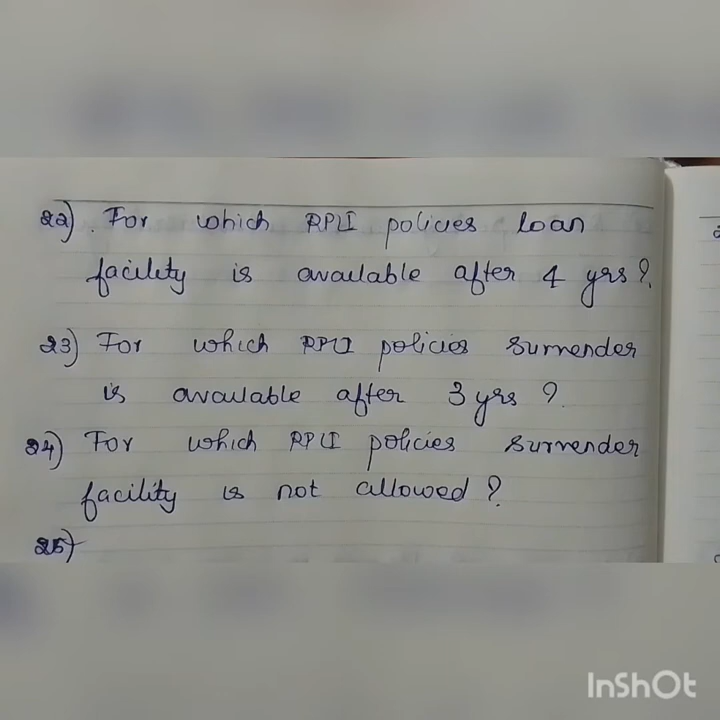 22). For which RPLI policies loan
facility is available after 4 yrs?
23) For which RPLI policies surrender
is available after 3 yrs?
24) For which RPLI policies surrender
facility is not allowed?
25)
InShOt